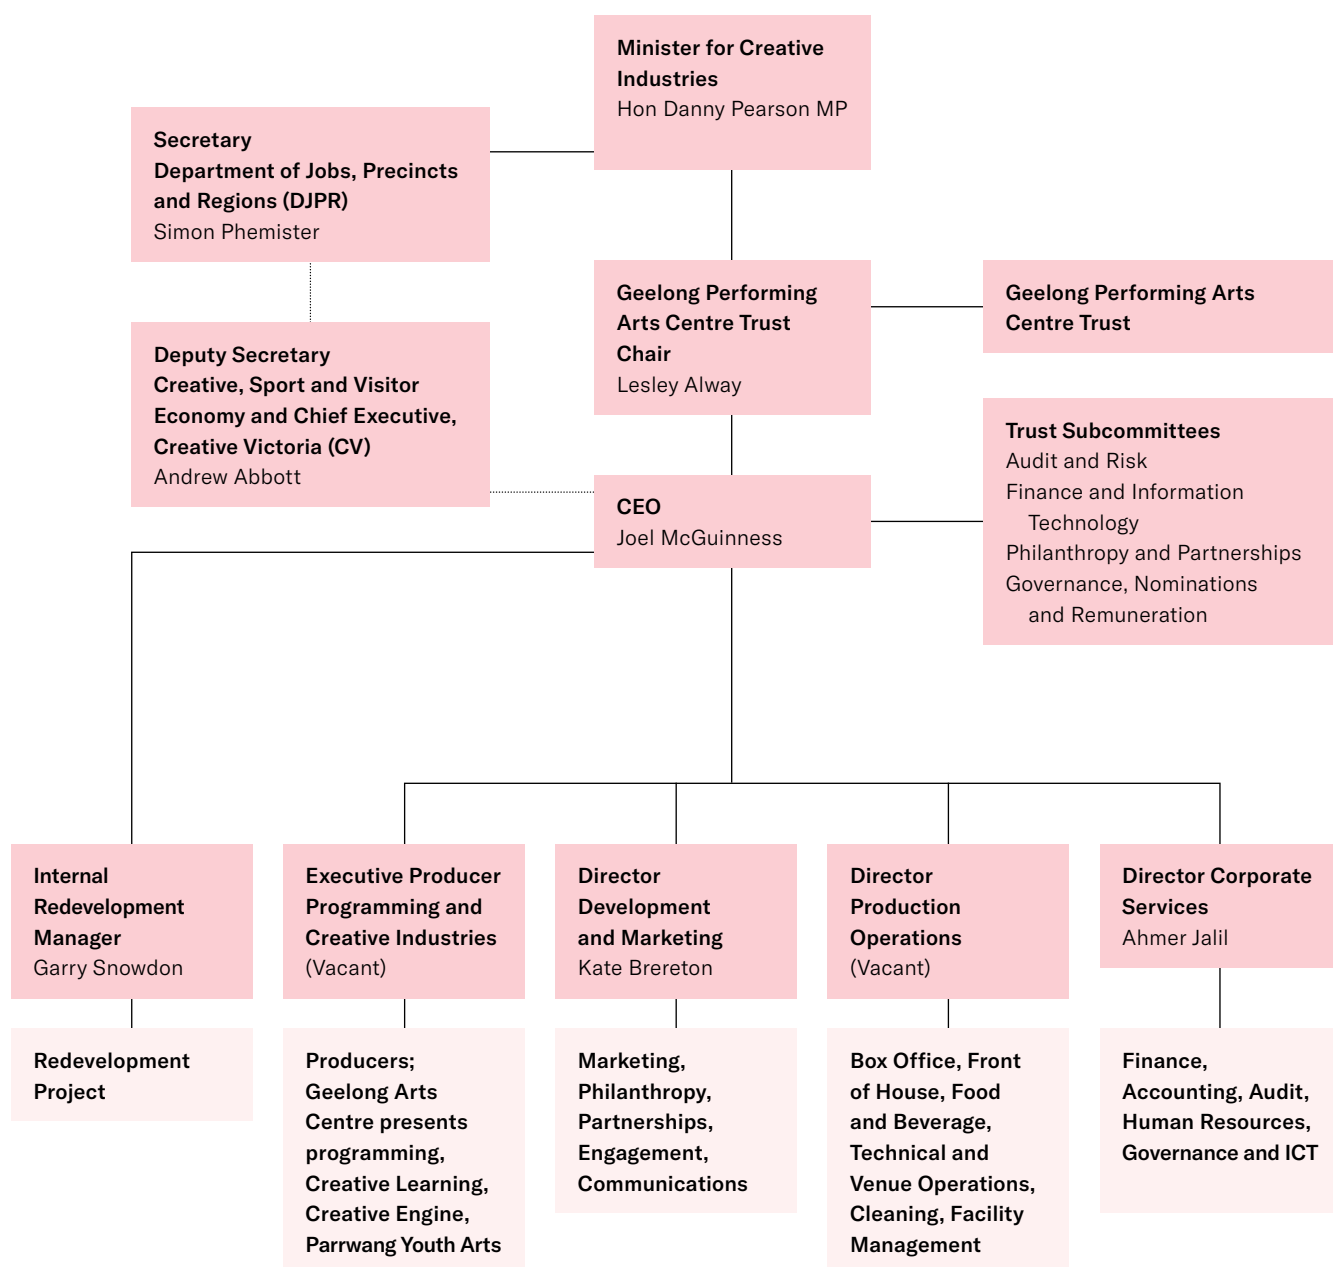 Minister for Creative
Industries
Hon Danny Pearson MP
Secretary
Department of Jobs, Precincts
and Regions (DJPR)
Simon Phemister
Geelong Performing
Arts Centre Trust
Chair
Lesley Alway
Geelong Performing Arts
Centre Trust
Deputy Secretary
Creative, Sport and Visitor
Economy and Chief Executive,
Creative Victoria (CV)
Andrew Abbott
Trust Subcommittees
Audit and Risk
Finance and Information
Technology
Philanthropy and Partnerships
Governance, Nominations
and Remuneration
CEO
Joel McGuinness
Internal
Redevelopment
Manager
Garry Snowdon
Executive Producer
Programming and
Creative Industries
(Vacant)
Director
Development
and Marketing
Kate Brereton
Director
Production
Operations
(Vacant)
Director Corporate
Services
Ahmer Jalil
Redevelopment
Project
Producers;
Geelong Arts
Centre presents
programming,
Creative Learning,
Creative Engine,
Parrwang Youth Arts
Marketing,
Philanthropy,
Partnerships,
Engagement,
Communications
Box Office, Front
of House, Food
and Beverage,
Technical and
Venue Operations,
Cleaning, Facility
Management
Finance,
Accounting, Audit,
Human Resources,
Governance and ICT